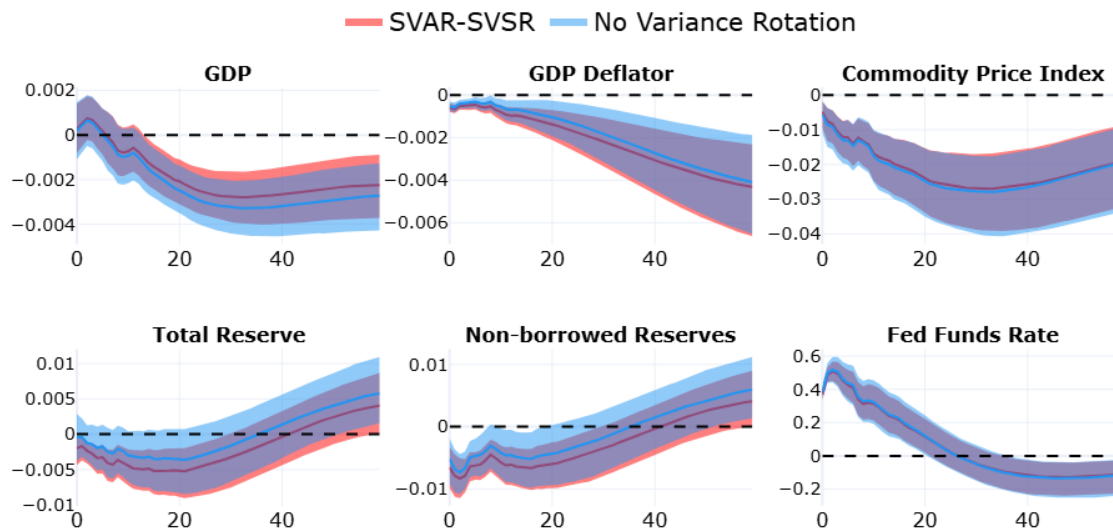 SVAR-SVSR No Variance Rotation
GDP
0.002
0
−0.002
−0.004
0 20 40
GDP Deflator
0
−0.002
−0.004
−0.006
0 20 40
Commodity Price Index
0
−0.01
−0.02
−0.03
−0.04
0 20 40
Total Reserve
0.01
0.005
0
−0.005
−0.01
0 20 40
Non-borrowed Reserves
0.01
0
−0.01
0 20 40
Fed Funds Rate
0.6
0.4
0.2
0
−0.2
0 20 40